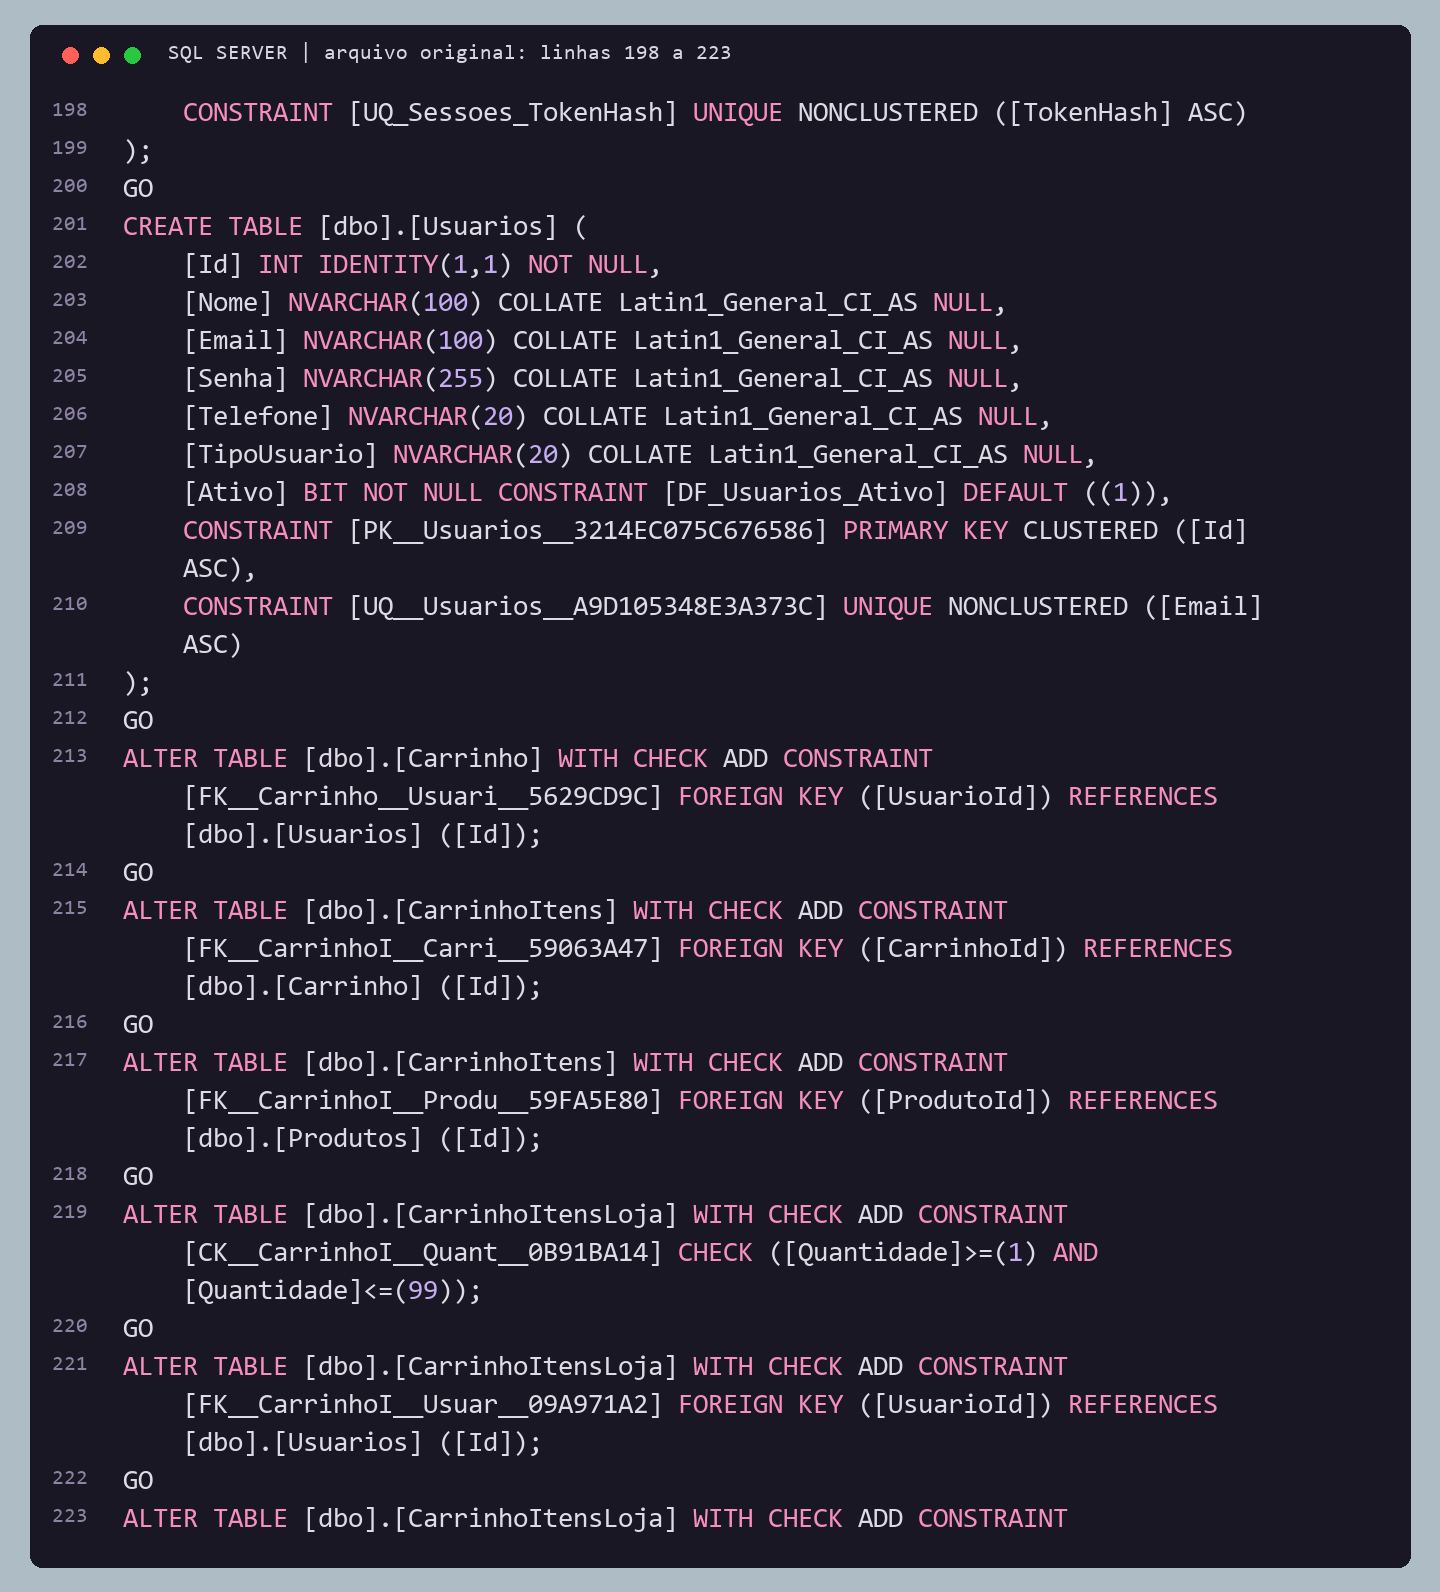 SQL SERVER | arquivo original: linhas 198 a 223
198 CONSTRAINT [UQ_Sessoes_TokenHash] UNIQUE NONCLUSTERED ([TokenHash] ASC)
199 );
200 GO
201 CREATE TABLE [dbo].[Usuarios] (
202 [Id] INT IDENTITY(1,1) NOT NULL,
203 [Nome] NVARCHAR(100) COLLATE Latin1_General_CI_AS NULL,
204 [Email] NVARCHAR(100) COLLATE Latin1_General_CI_AS NULL,
205 [Senha] NVARCHAR(255) COLLATE Latin1_General_CI_AS NULL,
206 [Telefone] NVARCHAR(20) COLLATE Latin1_General_CI_AS NULL,
207 [TipoUsuario] NVARCHAR(20) COLLATE Latin1_General_CI_AS NULL,
208 [Ativo] BIT NOT NULL CONSTRAINT [DF_Usuarios_Ativo] DEFAULT ((1)),
209 CONSTRAINT [PK__Usuarios__3214EC075C676586] PRIMARY KEY CLUSTERED ([Id]
ASC),
210 CONSTRAINT [UQ__Usuarios__A9D105348E3A373C] UNIQUE NONCLUSTERED ([Email]
ASC)
211 );
212 GO
213 ALTER TABLE [dbo].[Carrinho] WITH CHECK ADD CONSTRAINT
[FK__Carrinho__Usuari__5629CD9C] FOREIGN KEY ([UsuarioId]) REFERENCES
[dbo].[Usuarios] ([Id]);
214 GO
215 ALTER TABLE [dbo].[CarrinhoItens] WITH CHECK ADD CONSTRAINT
[FK__CarrinhoI__Carri__59063A47] FOREIGN KEY ([CarrinhoId]) REFERENCES
[dbo].[Carrinho] ([Id]);
216 GO
217 ALTER TABLE [dbo].[CarrinhoItens] WITH CHECK ADD CONSTRAINT
[FK__CarrinhoI__Produ__59FA5E80] FOREIGN KEY ([ProdutoId]) REFERENCES
[dbo].[Produtos] ([Id]);
218 GO
219 ALTER TABLE [dbo].[CarrinhoItensLoja] WITH CHECK ADD CONSTRAINT
[CK__CarrinhoI__Quant__0B91BA14] CHECK ([Quantidade]>=(1) AND
[Quantidade]<=(99));
220 GO
221 ALTER TABLE [dbo].[CarrinhoItensLoja] WITH CHECK ADD CONSTRAINT
[FK__CarrinhoI__Usuar__09A971A2] FOREIGN KEY ([UsuarioId]) REFERENCES
[dbo].[Usuarios] ([Id]);
222 GO
223 ALTER TABLE [dbo].[CarrinhoItensLoja] WITH CHECK ADD CONSTRAINT